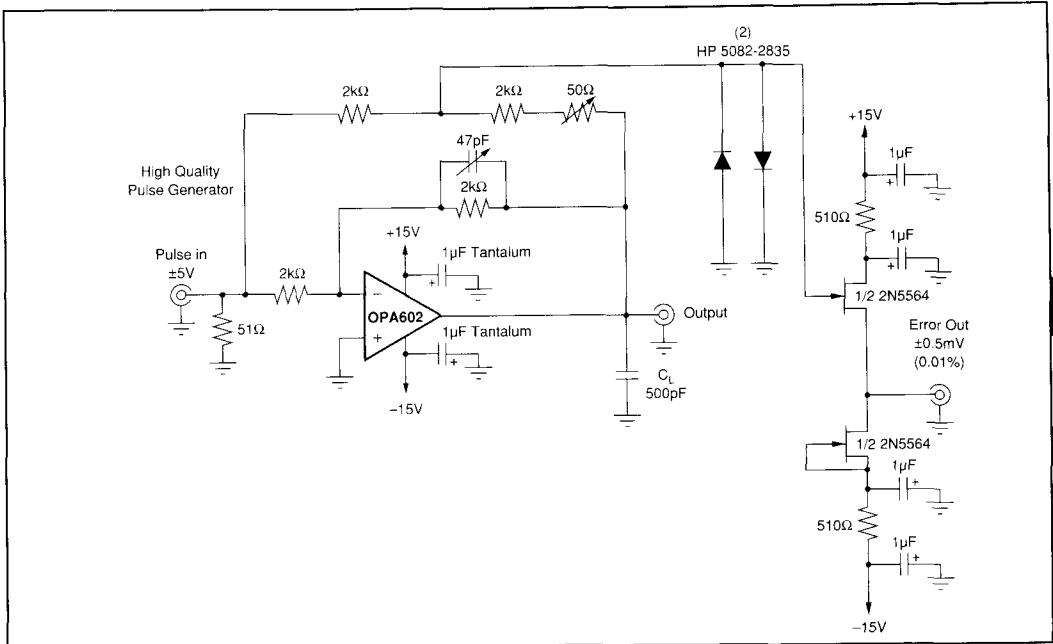 (2)
HP 5082-2835
2kΩ
2kΩ
50Ω
47pF
2kΩ
High Quality
Pulse Generator
Pulse in
±5V
51Ω
2kΩ
+15V
1µF Tantalum
−
OPA602
+
+
1µF Tantalum
+
−15V
Output
CL
500pF
+15V
1µF
+
510Ω
1µF
+
1/2 2N5564
Error Out
±0.5mV
(0.01%)
1/2 2N5564
1µF
+
510Ω
1µF
+
−15V